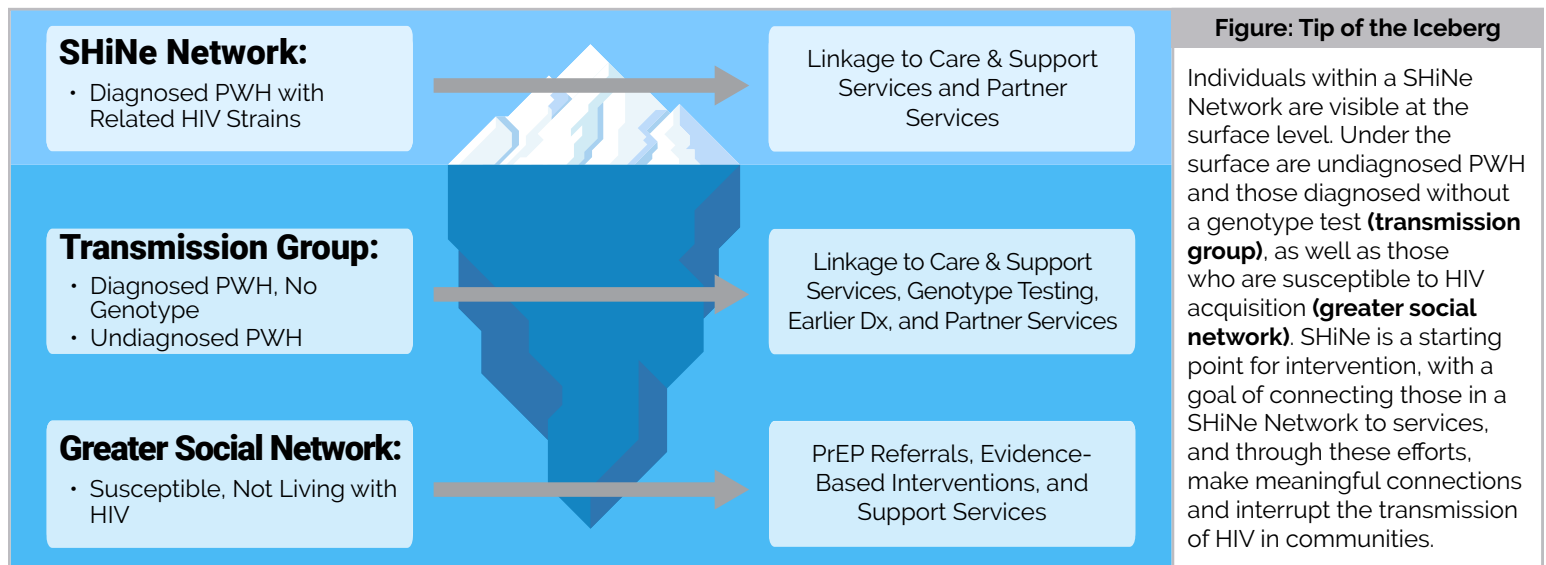 SHiNe Network:
• Diagnosed PWH with
Related HIV Strains
Linkage to Care & Support
Services and Partner
Services
Transmission Group:
• Diagnosed PWH, No
Genotype
• Undiagnosed PWH
Linkage to Care & Support
Services, Genotype Testing,
Earlier Dx, and Partner Services
Greater Social Network:
• Susceptible, Not Living with
HIV
PrEP Referrals, Evidence-
Based Interventions, and
Support Services
Figure: Tip of the Iceberg
Individuals within a SHiNe
Network are visible at the
surface level. Under the
surface are undiagnosed PWH
and those diagnosed without
a genotype test (transmission
group), as well as those
who are susceptible to HIV
acquisition (greater social
network). SHiNe is a starting
point for intervention, with a
goal of connecting those in a
SHiNe Network to services,
and through these efforts,
make meaningful connections
and interrupt the transmission
of HIV in communities.